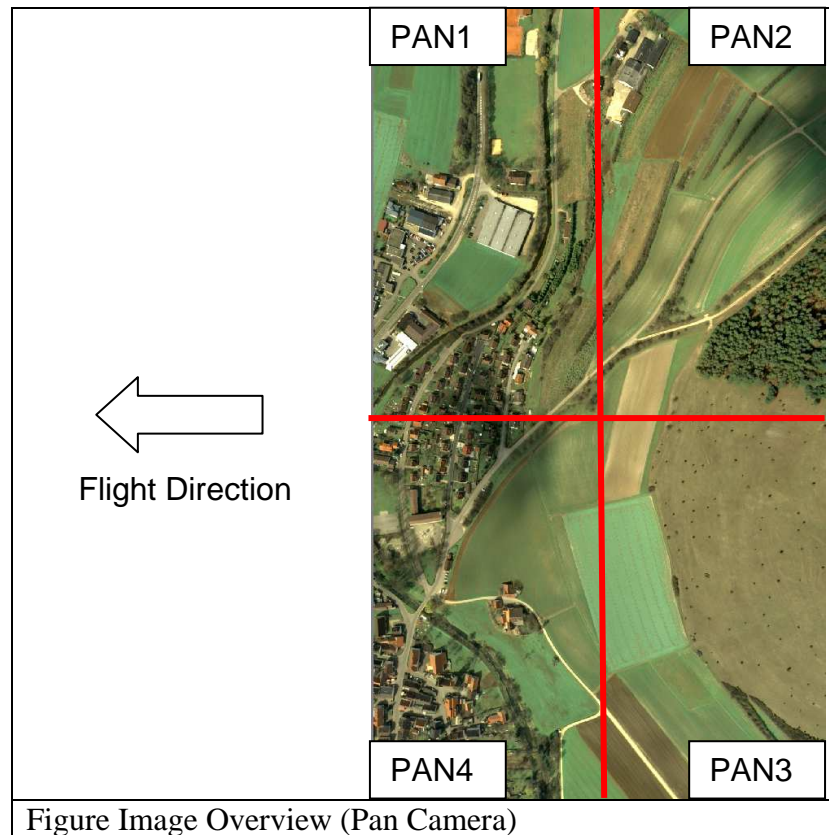 PAN1
PAN2
Flight Direction
PAN4
PAN3
Figure Image Overview (Pan Camera)